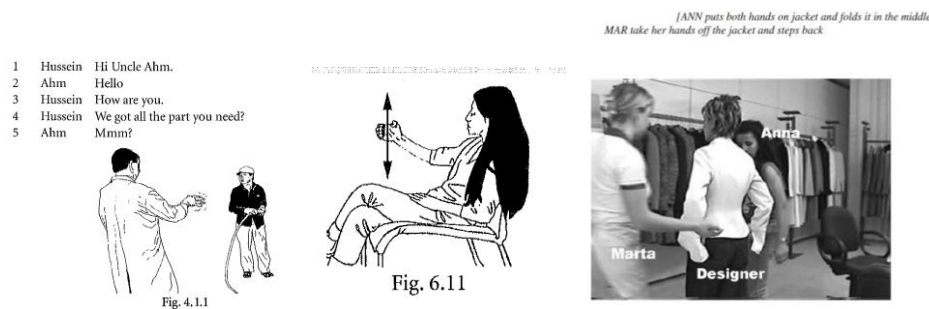 1 Hussein Hi Uncle Ahm.
2 Ahm Hello
3 Hussein How are you.
4 Hussein We got all the part you need?
5 Ahm Mmm?
Fig. 4.1.1
Fig. 6.11
[ANN puts both hands on jacket and folds it in the middle
MAR take her hands off the jacket and steps back
Anna
Marta
Designer